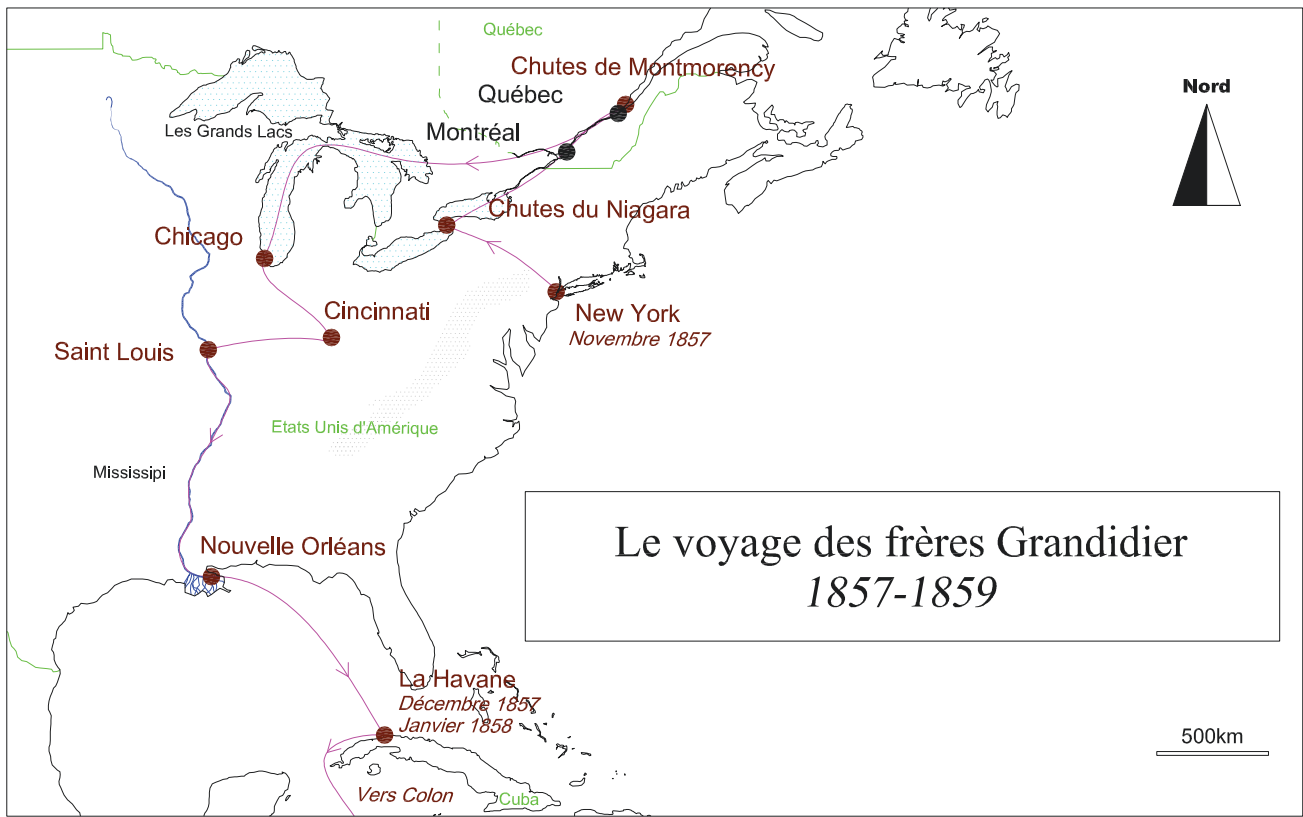 Québec
Chutes de Montmorency
Québec
Nord
Les Grands Lacs
Montréal
Chutes du Niagara
Chicago
Cincinnati
New York
Novembre 1857
Saint Louis
Etats Unis d'Amérique
Mississipi
Le voyage des frères Grandidier
1857-1859
Nouvelle Orléans
La Havane
Décembre 1857
Janvier 1858
500km
Vers Colon
Cuba